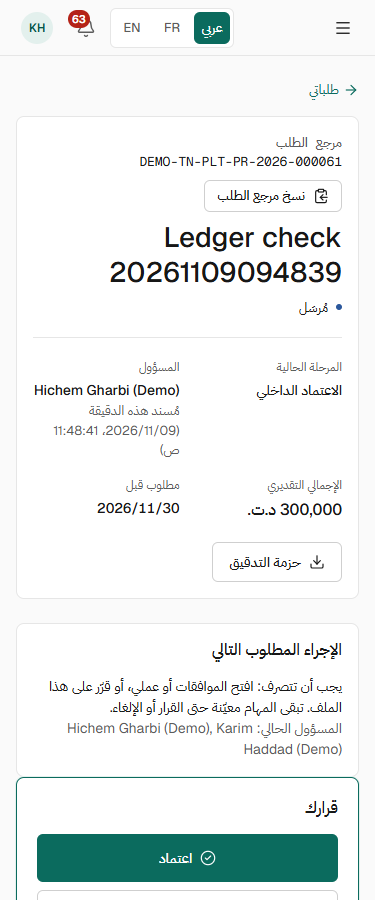 KH
63
EN FR عربي
طلباتي
مرجع الطلب
DEMO-TN-PLT-PR-2026-000061
نسخ مرجع الطلب
Ledger check
20261109094839
مُرسَل
المرحلة الحالية
الاعتماد الداخلي
المسؤول
Hichem Gharbi (Demo)
مُسند هذه الدقيقة
(2026/11/09، 11:48:41
ص)
الإجمالي التقديري
300,000 د.ت.
مطلوب قبل
2026/11/30
حزمة التدقيق
الإجراء المطلوب التالي
يجب أن تتصرف: افتح الموافقات أو عملي، أو قرّر على هذا
الملف. تبقى المهام معيّنة حتى القرار أو الإلغاء.
المسؤول الحالي: Hichem Gharbi (Demo), Karim
Haddad (Demo)
قرارك
اعتماد